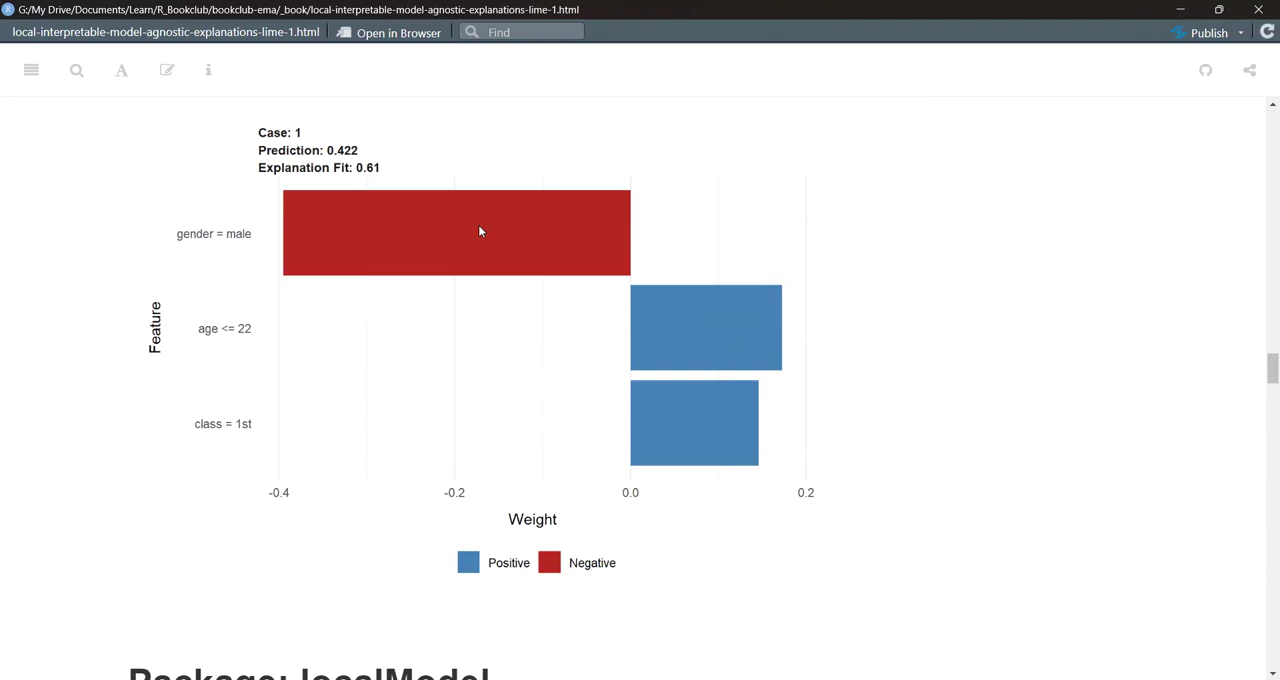 G:/My Drive/Documents/Learn/R_Bookclub/bookclub-ema/_book/local-interpretable-model-agnostic-explanations-lime-1.html
local-interpretable-model-agnostic-explanations-lime-1.html Open in Browser Find Publish
Case: 1
Prediction: 0.422
Explanation Fit: 0.61
gender = male
age <= 22
class = 1st
Feature
-0.4 -0.2 0.0 0.2
Weight
Positive Negative
Package: localModel